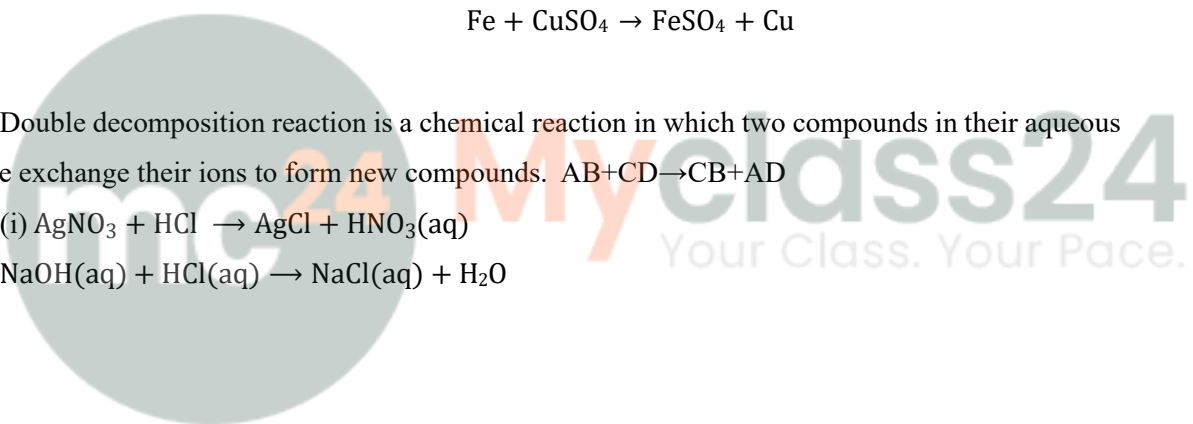 Fe + CuSO₄ → FeSO₄ + Cu
Double decomposition reaction is a chemical reaction in which two compounds in their aqueous
e exchange their ions to form new compounds. AB+CD→CB+AD
(i) AgNO₃ + HCl → AgCl + HNO₃(aq)
NaOH(aq) + HCl(aq) → NaCl(aq) + H₂O
mc24 Myclass24
Your Class. Your Pace.